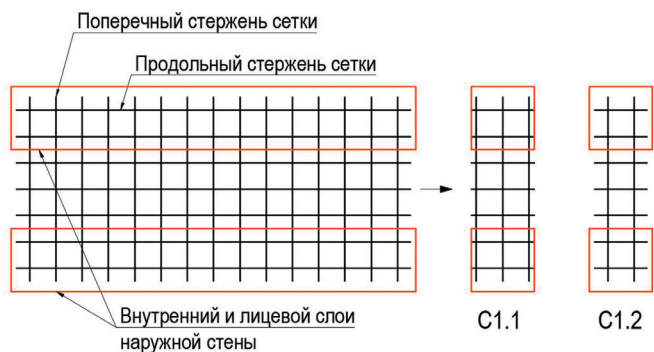 Поперечный стержень сетки
Продольный стержень сетки
Внутренний и лицевой слои
наружной стены
С1.1
С1.2